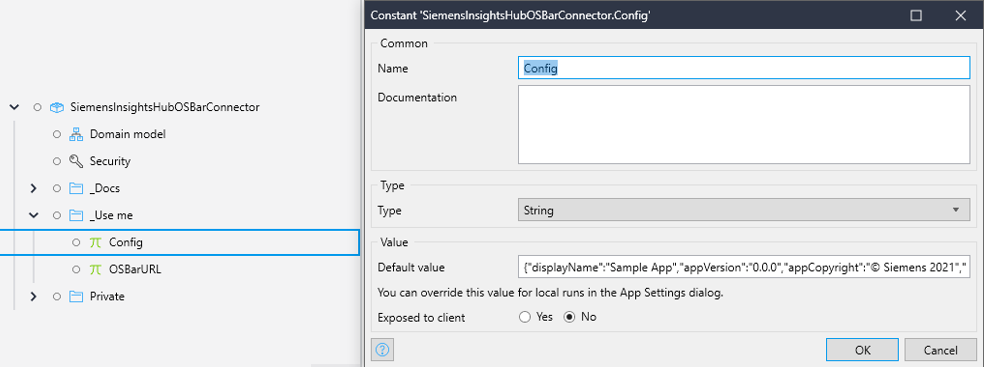 SiemensInsightsHubOSBarConnector
Domain model
Security
_Docs
_Use me
Config
OSBarURL
Private
Constant 'SiemensInsightsHubOSBarConnector.Config'
Common
Name
Config
Documentation
Type
Type
String
Value
Default value
{"displayName":"Sample App","appVersion":"0.0.0","appCopyright":"© Siemens 2021","
You can override this value for local runs in the App Settings dialog.
Exposed to client
Yes
No
OK
Cancel